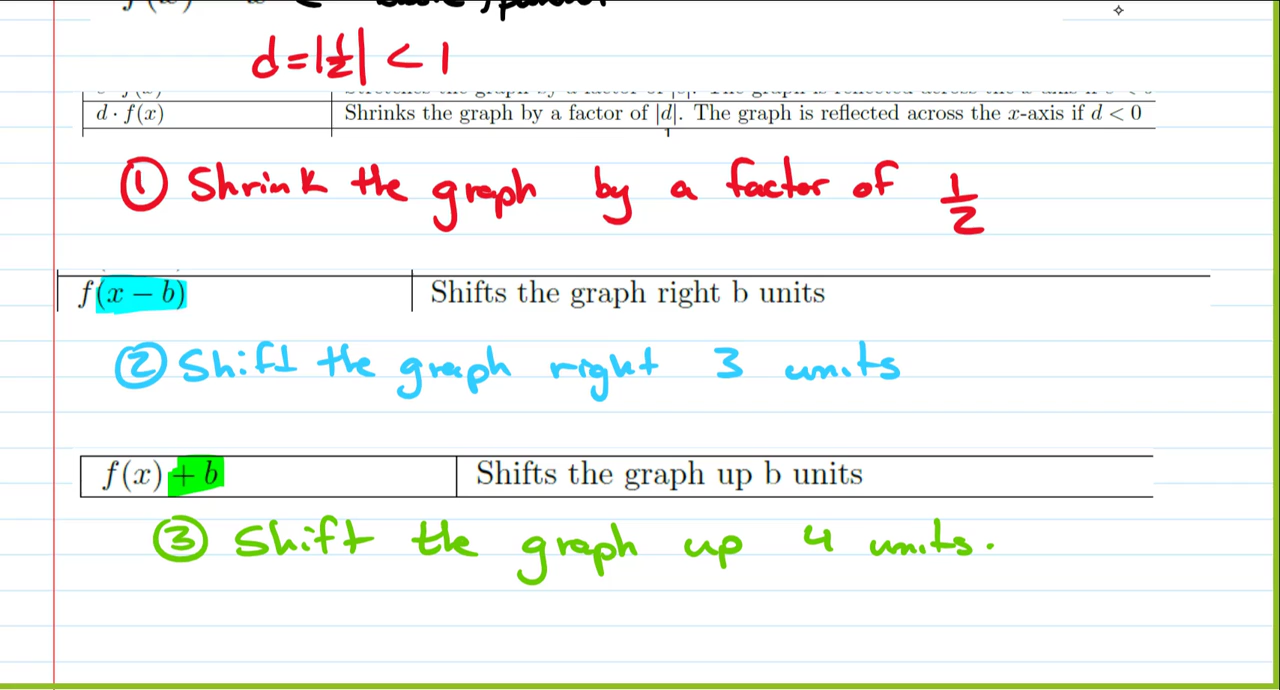 d = |1/2| < 1
d · f(x) Shrinks the graph by a factor of |d|. The graph is reflected across the x-axis if d < 0
1
① Shrink the graph by a factor of 1/2
f(x − b) Shifts the graph right b units
② Shift the graph right 3 units
f(x) + b Shifts the graph up b units
③ Shift the graph up 4 units.